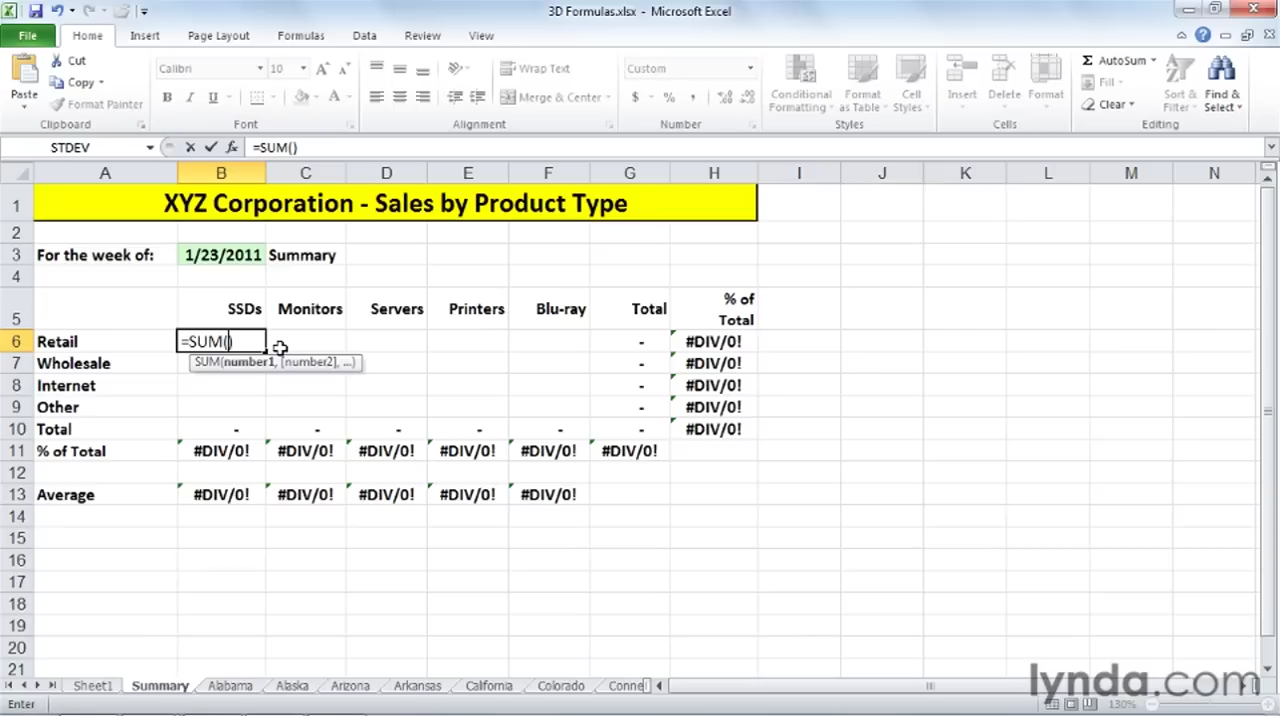 3D Formulas.xlsx - Microsoft Excel
File Home Insert Page Layout Formulas Data Review View
Cut
Calibri 10 A A Wrap Text Custom Σ AutoSum
Copy
Fill
Paste Format Painter B I U A Merge & Center $ % , Conditional Formatting Format as Table Cell Styles Insert Delete Format Clear Sort & Filter Find & Select
Clipboard Font Alignment Number Styles Cells Editing
STDEV fx =SUM()
A B C D E F G H I J K L M N
1 XYZ Corporation - Sales by Product Type
2
3 For the week of: 1/23/2011 Summary
4
5 SSDs Monitors Servers Printers Blu-ray Total % of Total
6 Retail =SUM() - #DIV/0!
SUM(number1, [number2], ...)
7 Wholesale - #DIV/0!
8 Internet - #DIV/0!
9 Other - #DIV/0!
10 Total - - - - - - #DIV/0!
11 % of Total #DIV/0! #DIV/0! #DIV/0! #DIV/0! #DIV/0! #DIV/0!
12
13 Average #DIV/0! #DIV/0! #DIV/0! #DIV/0! #DIV/0!
14
15
16
17
18
19
20
21
Sheet1 Summary Alabama Alaska Arizona Arkansas California Colorado Conne
lynda.com
Enter 130%